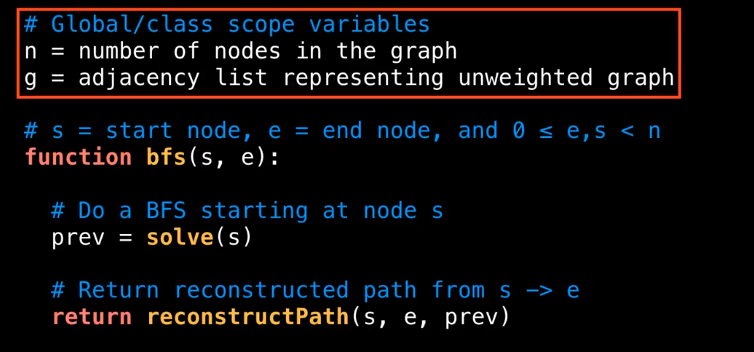 # Global/class scope variables
n = number of nodes in the graph
g = adjacency list representing unweighted graph
# s = start node, e = end node, and 0 ≤ e,s < n
function bfs(s, e):
# Do a BFS starting at node s
prev = solve(s)
# Return reconstructed path from s -> e
return reconstructPath(s, e, prev)